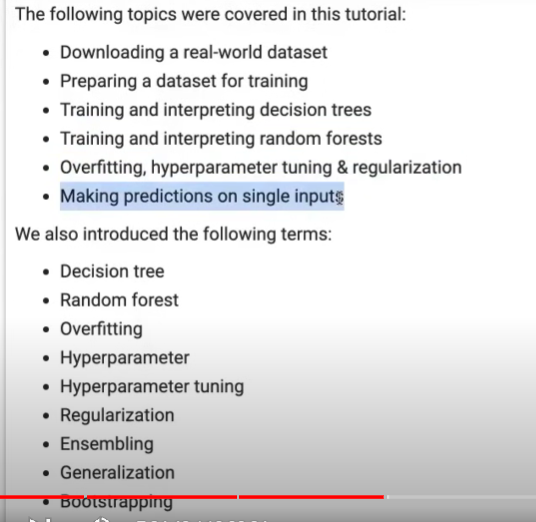 The following topics were covered in this tutorial:
• Downloading a real-world dataset
• Preparing a dataset for training
• Training and interpreting decision trees
• Training and interpreting random forests
• Overfitting, hyperparameter tuning & regularization
• Making predictions on single inputs
We also introduced the following terms:
• Decision tree
• Random forest
• Overfitting
• Hyperparameter
• Hyperparameter tuning
• Regularization
• Ensembling
• Generalization
• Bootstrapping